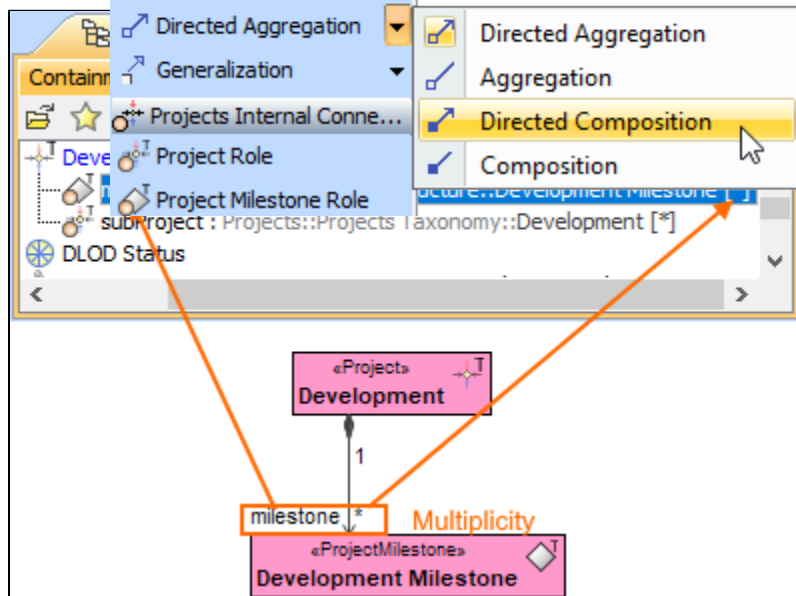 Directed Aggregation
Generalization
Projects Internal Conne...
Project Role
Project Milestone Role
Directed Aggregation
Aggregation
Directed Composition
Composition
Containm
Deve
ucture::Development Milestone [*]
subProject : Projects::Projects Taxonomy::Development [*]
DLOD Status
«Project»
Development
1
milestone *
Multiplicity
«ProjectMilestone»
Development Milestone